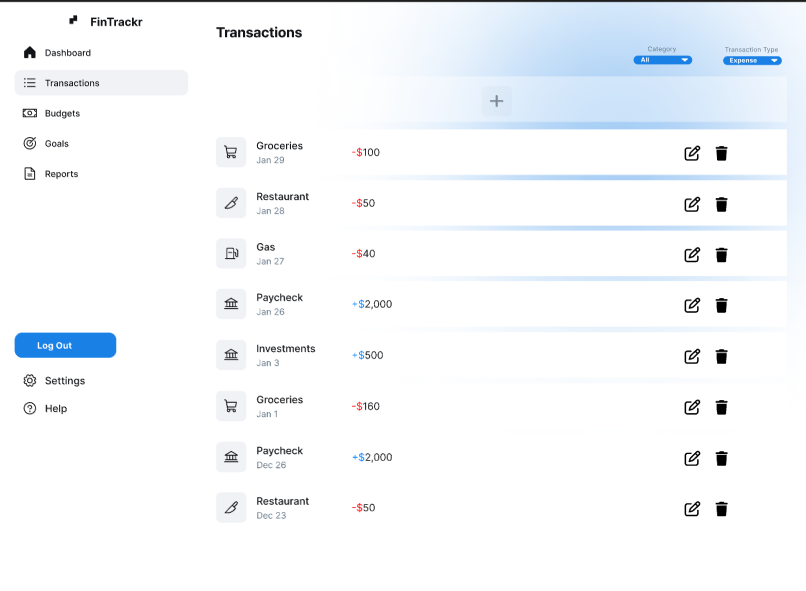 FinTrackr
Dashboard
Transactions
Budgets
Goals
Reports
Log Out
Settings
Help
Transactions
Category
All
Transaction Type
Expense
+
Groceries
Jan 29
-$100
Restaurant
Jan 28
-$50
Gas
Jan 27
-$40
Paycheck
Jan 26
+$2,000
Investments
Jan 3
+$500
Groceries
Jan 1
-$160
Paycheck
Dec 26
+$2,000
Restaurant
Dec 23
-$50